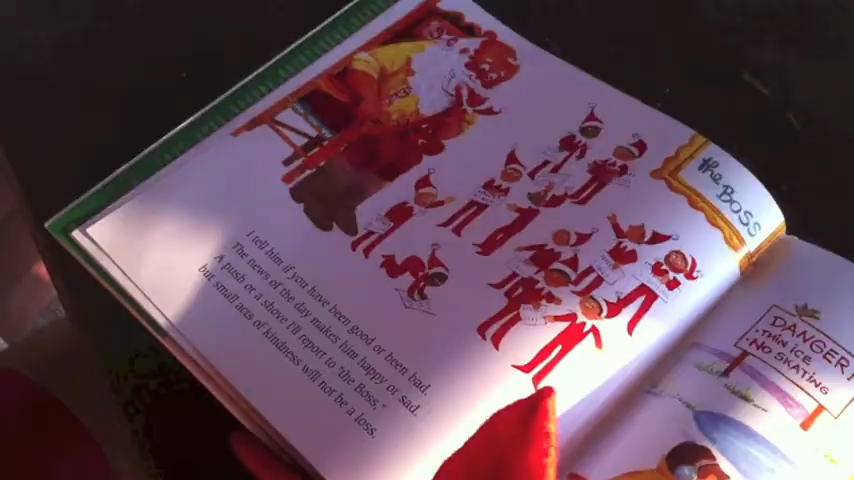 the BOSS
I tell him if you have been good or been bad.
The news of the day makes him happy or sad.
A push or a shove I'll report to "the Boss,"
but small acts of kindness will not be a loss.
DANGER
·THIN ICE
·NO SKATING